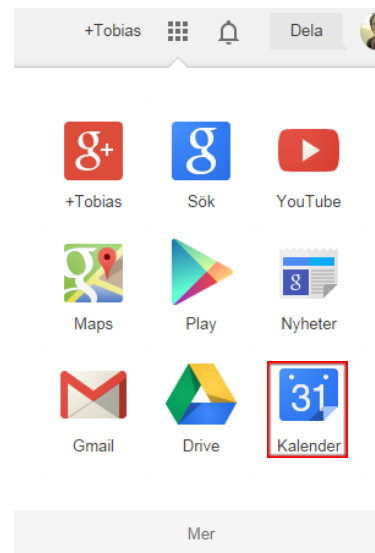 +Tobias Dela
g+ g
+Tobias Sök YouTube
g
Maps Play Nyheter
31
Gmail Drive Kalender
Mer